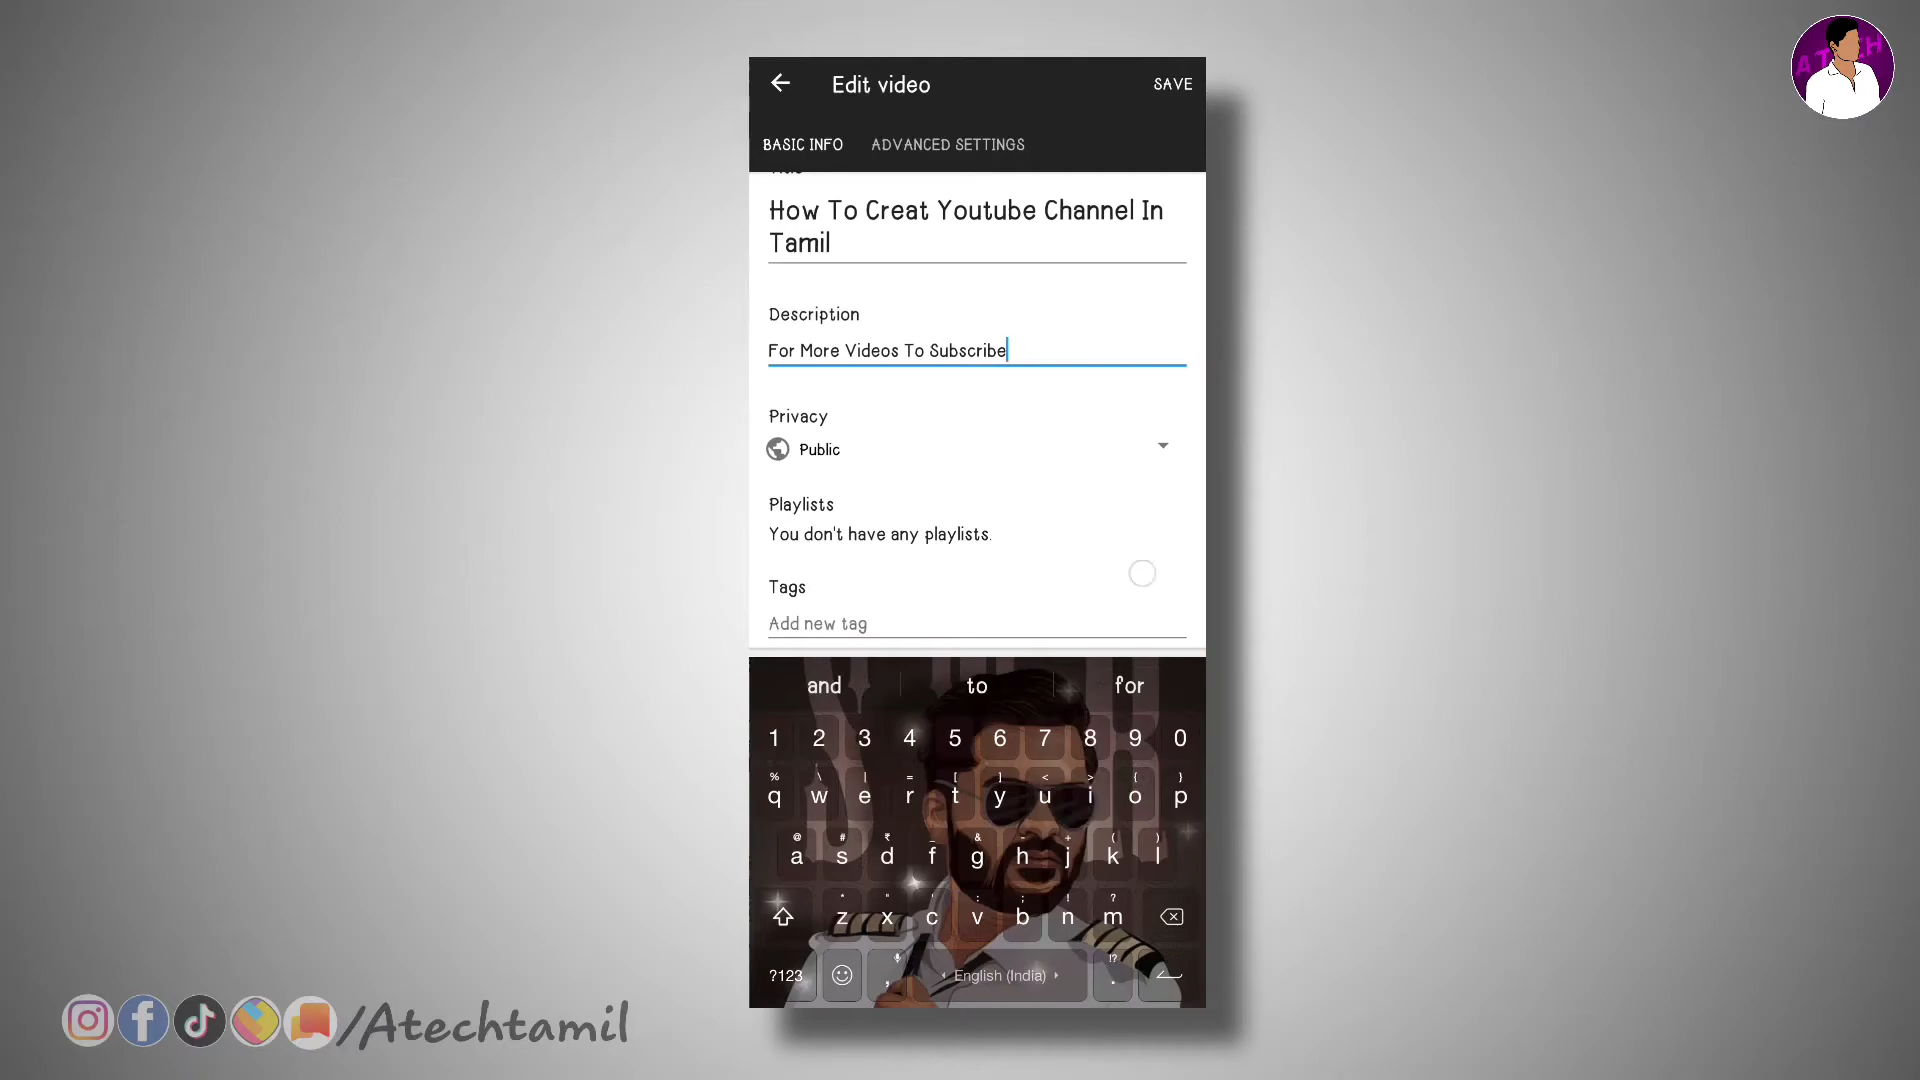 Edit video
SAVE
BASIC INFO
ADVANCED SETTINGS
How To Creat Youtube Channel In
Tamil
Description
For More Videos To Subscribe
Privacy
Public
Playlists
You don't have any playlists.
Tags
Add new tag
and to for
1 2 3 4 5 6 7 8 9 0
% \ | = [ ] < > { }
q w e r t y u i o p
@ # ₹ _ & - + ( )
a s d f g h j k l
* " ' : ; ! ?
z x c v b n m
!?
?123 , English (India) .
/Atechtamil